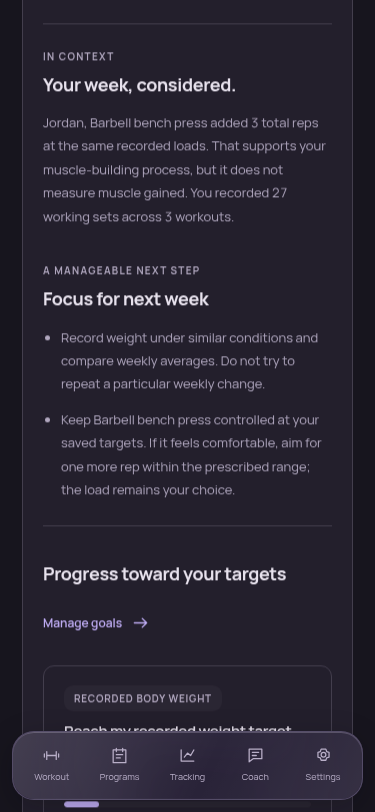 IN CONTEXT
Your week, considered.
Jordan, Barbell bench press added 3 total reps
at the same recorded loads. That supports your
muscle-building process, but it does not
measure muscle gained. You recorded 27
working sets across 3 workouts.
A MANAGEABLE NEXT STEP
Focus for next week
Record weight under similar conditions and
compare weekly averages. Do not try to
repeat a particular weekly change.
Keep Barbell bench press controlled at your
saved targets. If it feels comfortable, aim for
one more rep within the prescribed range;
the load remains your choice.
Progress toward your targets
Manage goals →
RECORDED BODY WEIGHT
Reach my recorded weight target
Workout Programs Tracking Coach Settings